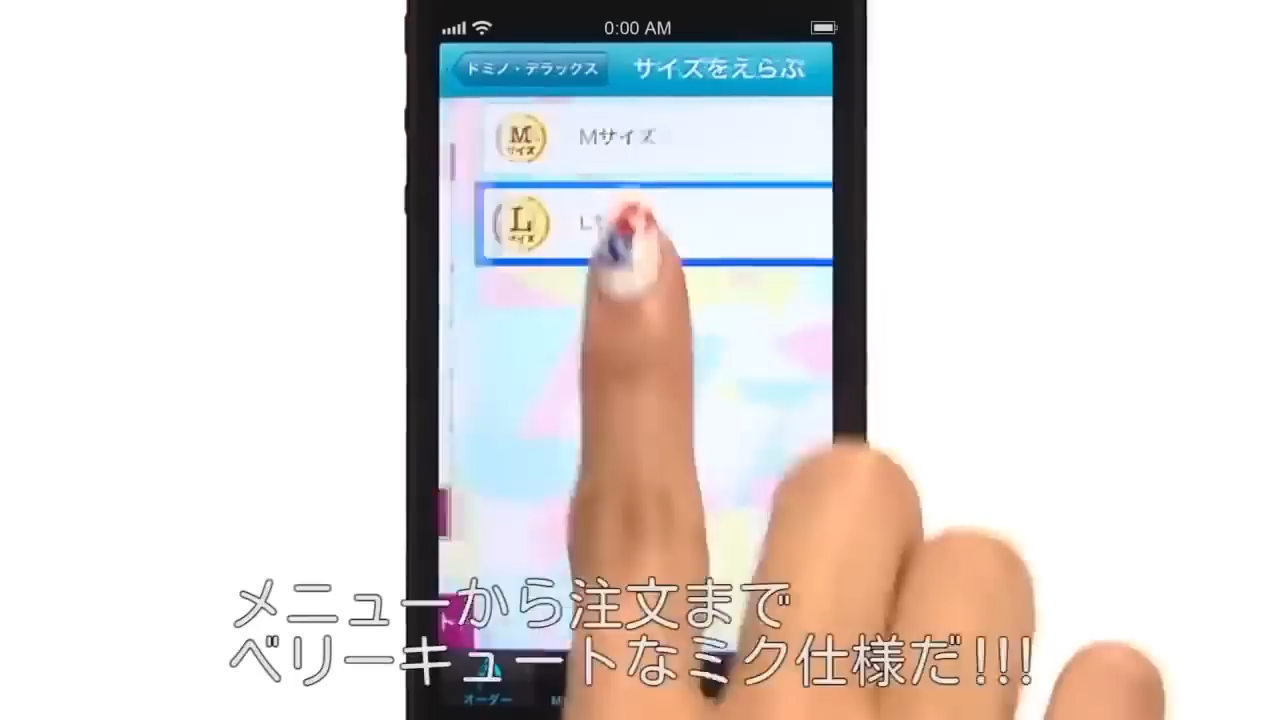 0:00 AM
ドミノ・デラックス
サイズをえらぶ
M
サイズ
Mサイズ
L
サイズ
L
メニューから注文まで
ベリーキュートなミク仕様だ!!!
オーダー